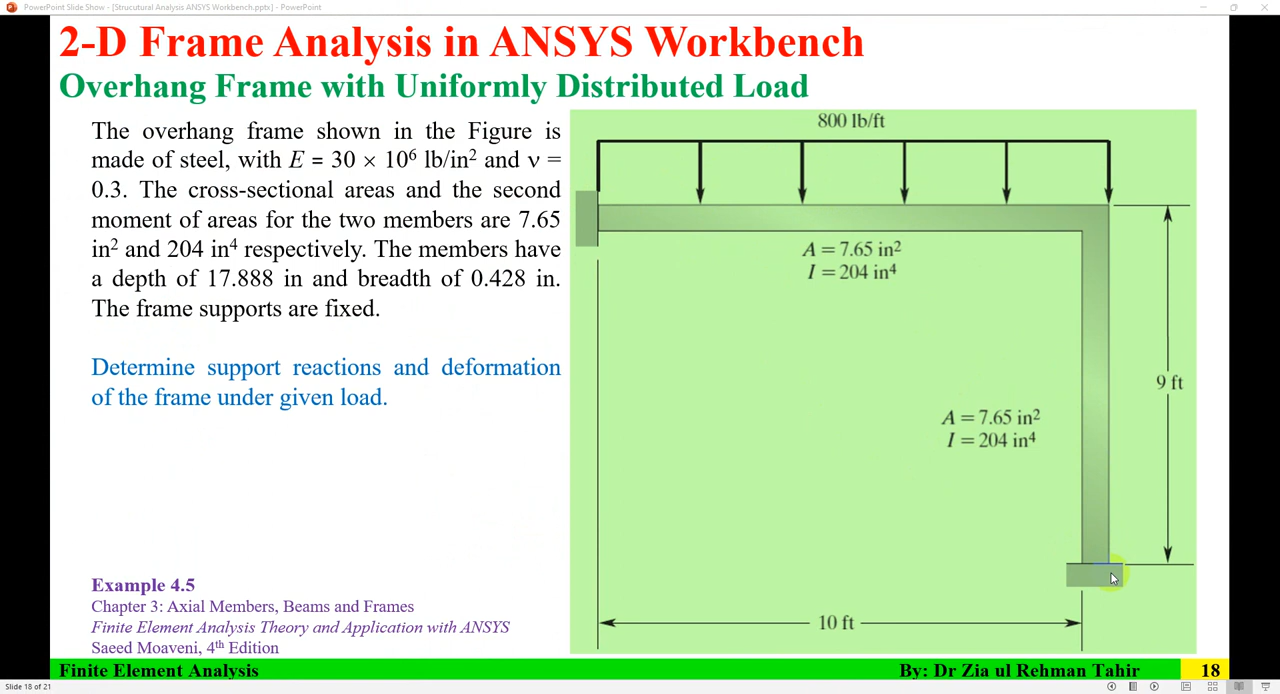 PowerPoint Slide Show - [Strucutural Analysis ANSYS Workbench.pptx] - PowerPoint
2-D Frame Analysis in ANSYS Workbench
Overhang Frame with Uniformly Distributed Load
The overhang frame shown in the Figure is
made of steel, with E = 30 × 10⁶ lb/in² and ν =
0.3. The cross-sectional areas and the second
moment of areas for the two members are 7.65
in² and 204 in⁴ respectively. The members have
a depth of 17.888 in and breadth of 0.428 in.
The frame supports are fixed.
Determine support reactions and deformation
of the frame under given load.
800 lb/ft
A = 7.65 in²
I = 204 in⁴
9 ft
A = 7.65 in²
I = 204 in⁴
10 ft
Example 4.5
Chapter 3: Axial Members, Beams and Frames
Finite Element Analysis Theory and Application with ANSYS
Saeed Moaveni, 4th Edition
Finite Element Analysis
By: Dr Zia ul Rehman Tahir
18
Slide 18 of 21